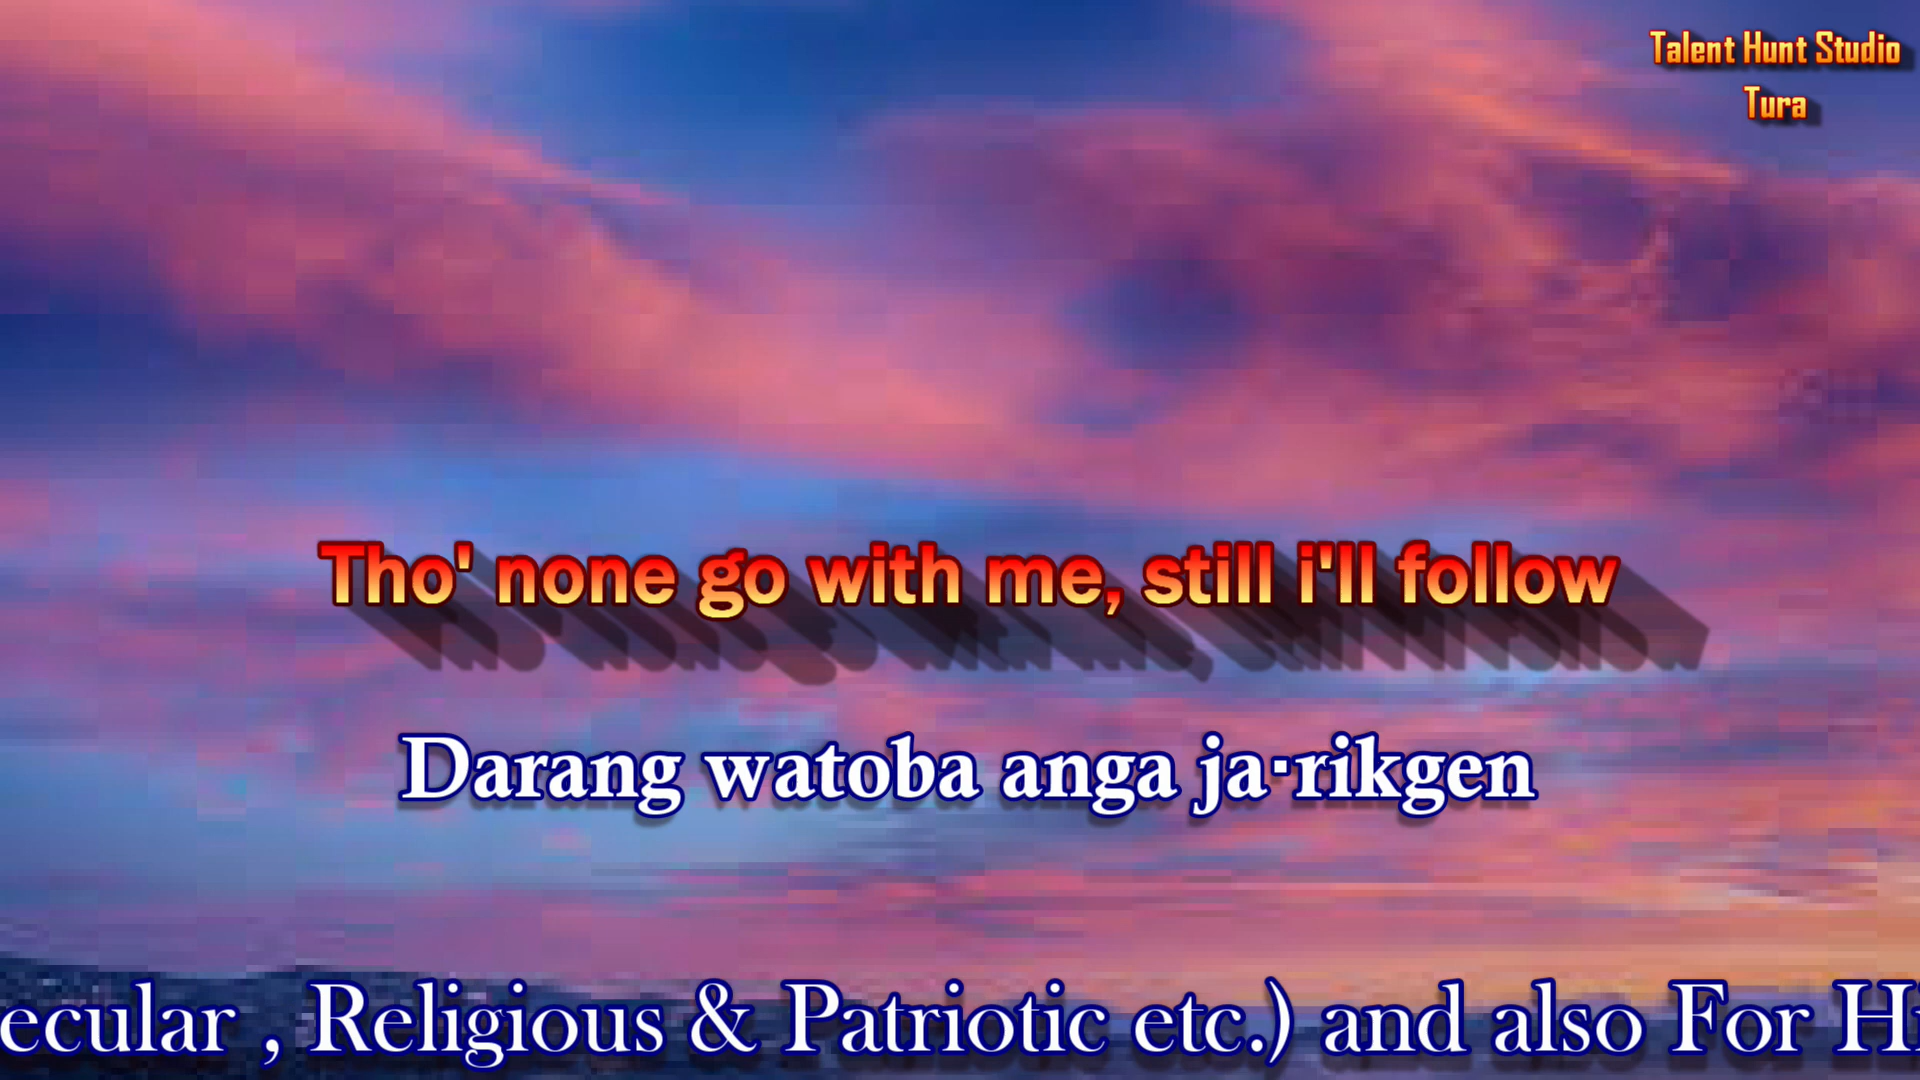 Talent Hunt Studio
Tura
Tho' none go with me, still i'll follow
Darang watoba anga ja·rikgen
ecular , Religious & Patriotic etc.) and also For